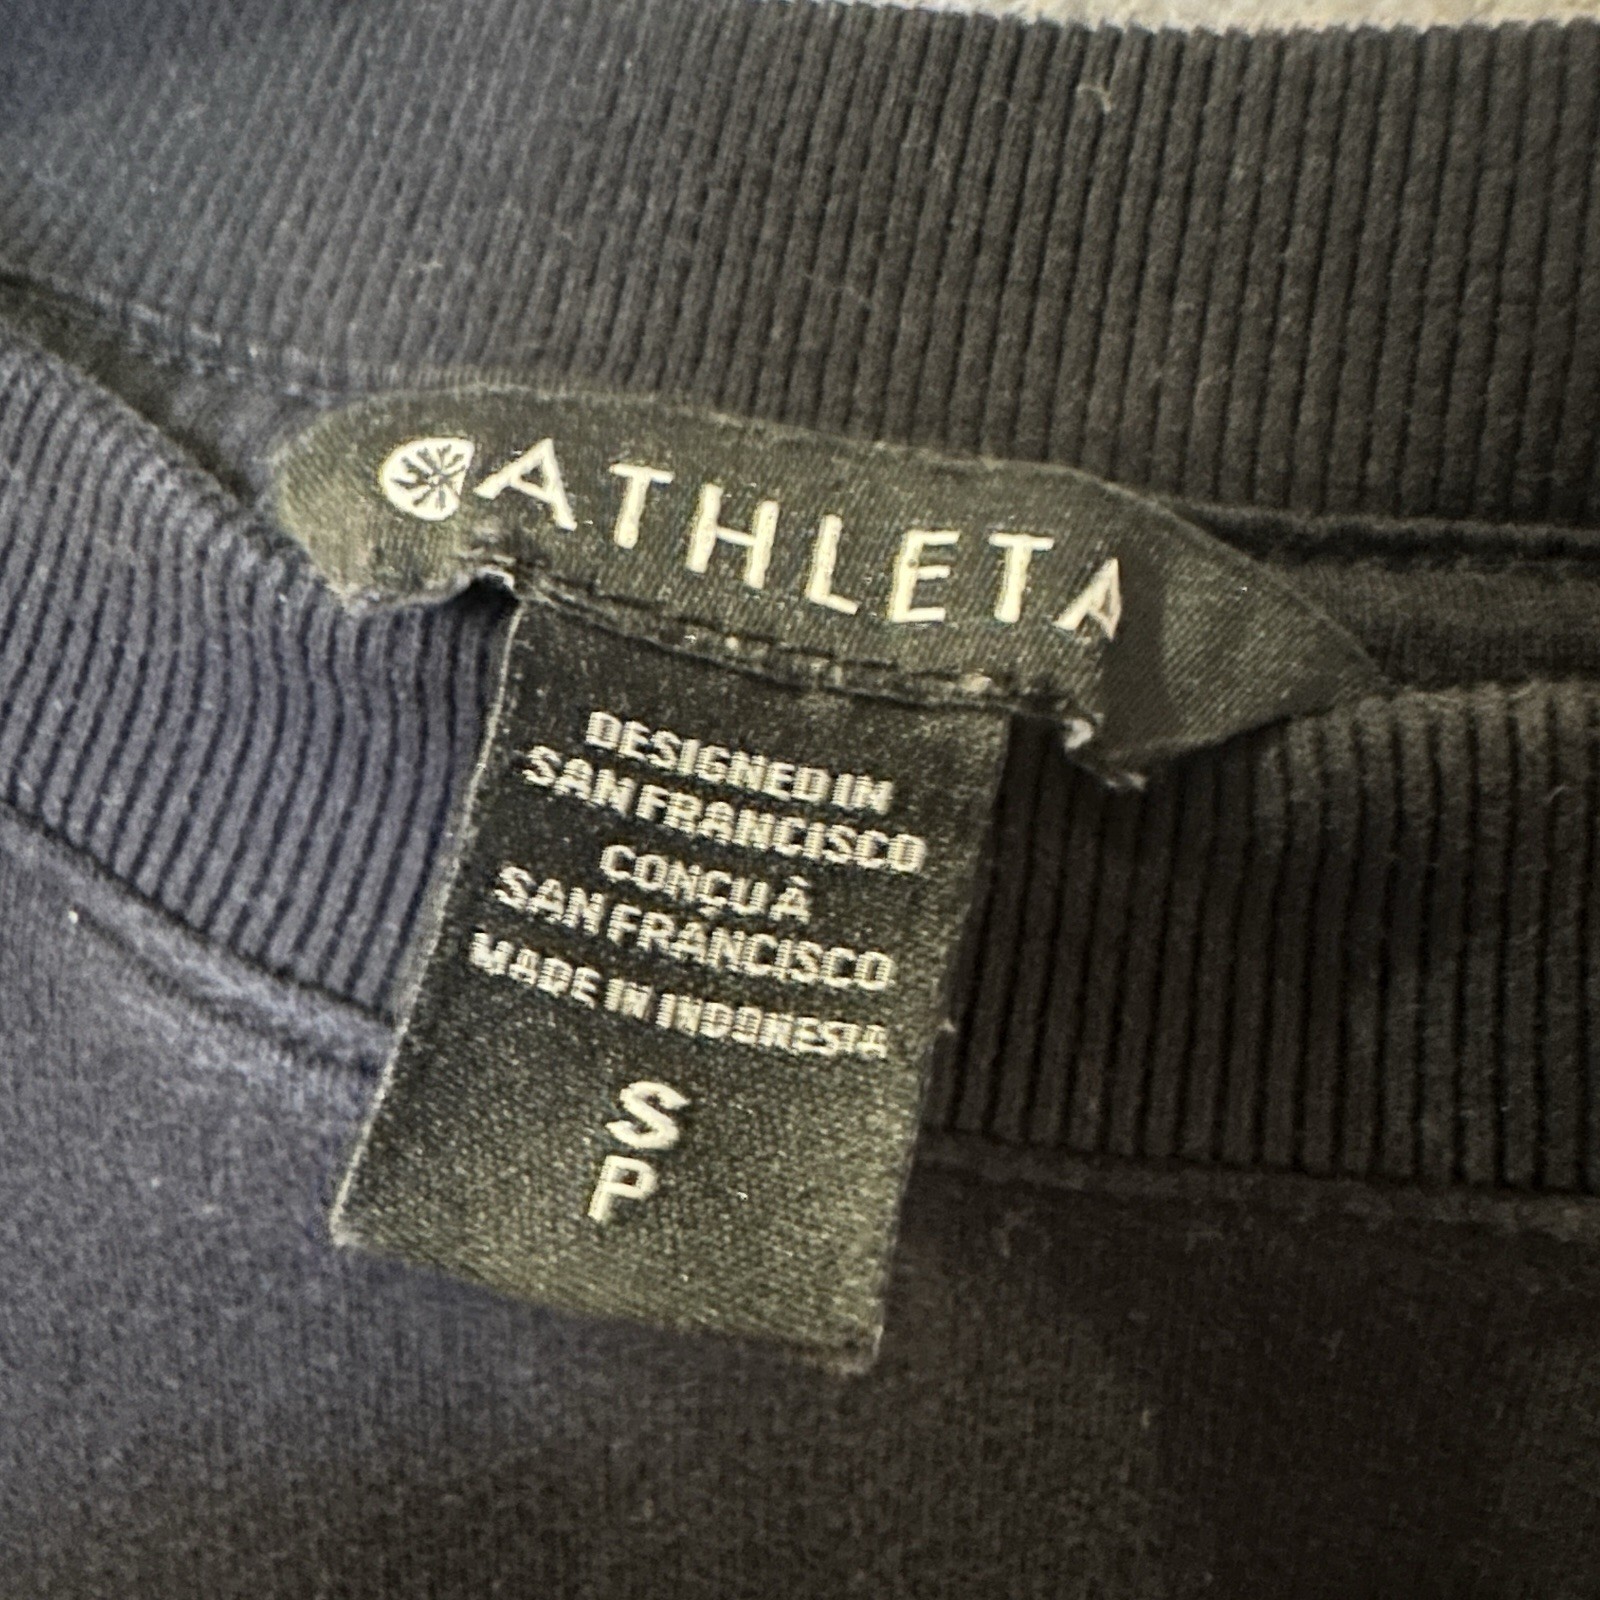 ATHLETA
DESIGNED IN
SAN FRANCISCO
CONÇU À
SAN FRANCISCO
MADE IN INDONESIA
S
P